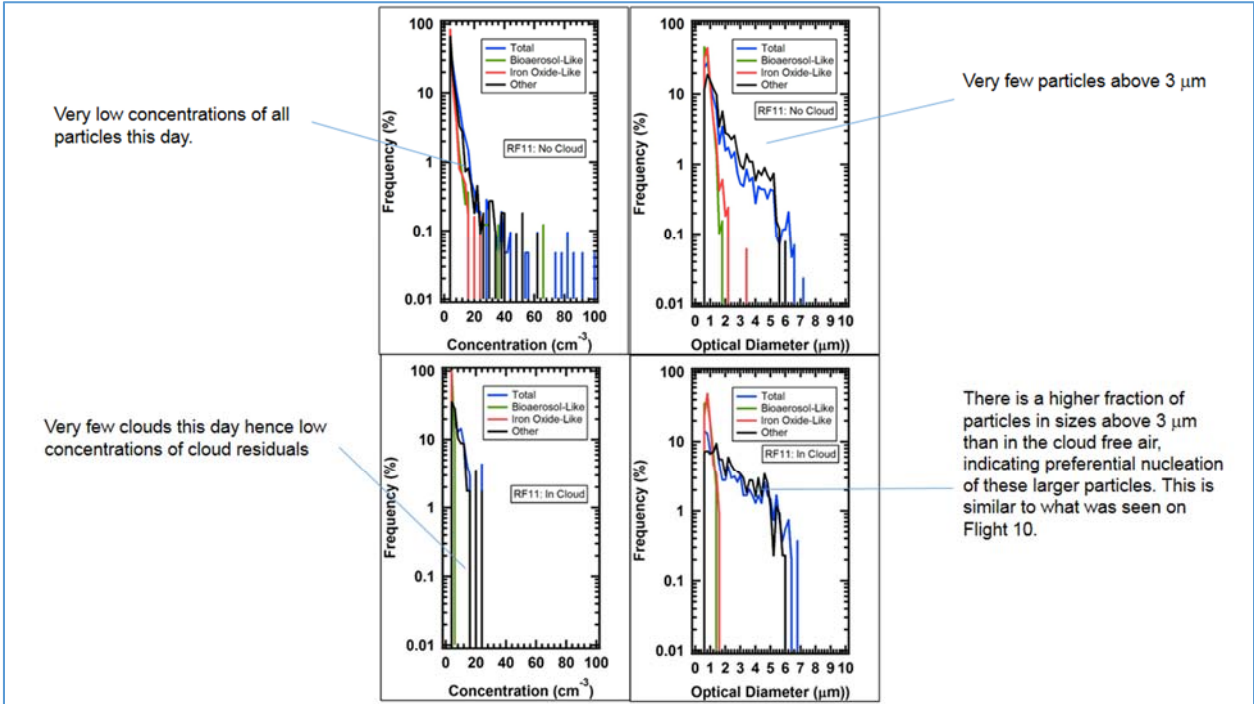 Very low concentrations of all
particles this day.
100
10
1
0.1
0.01
Frequency (%)
Total
Bioaerosol-Like
Iron Oxide-Like
Other
RF11: No Cloud
0 20 40 60 80 100
Concentration (cm-3)
100
10
1
0.1
0.01
Frequency (%)
Total
Bioaerosol-Like
Iron Oxide-Like
Other
RF11: No Cloud
0 1 2 3 4 5 6 7 8 9 10
Optical Diameter (μm))
Very few particles above 3 μm
Very few clouds this day hence low
concentrations of cloud residuals
100
10
1
0.1
0.01
Frequency (%)
Total
Bioaerosol-Like
Iron Oxide-Like
Other
RF11: In Cloud
0 20 40 60 80 100
Concentration (cm-3)
100
10
1
0.1
0.01
Frequency (%)
Total
Bioaerosol-Like
Iron Oxide-Like
Other
RF11: In Cloud
0 1 2 3 4 5 6 7 8 9 10
Optical Diameter (μm))
There is a higher fraction of
particles in sizes above 3 μm
than in the cloud free air,
indicating preferential nucleation
of these larger particles. This is
similar to what was seen on
Flight 10.